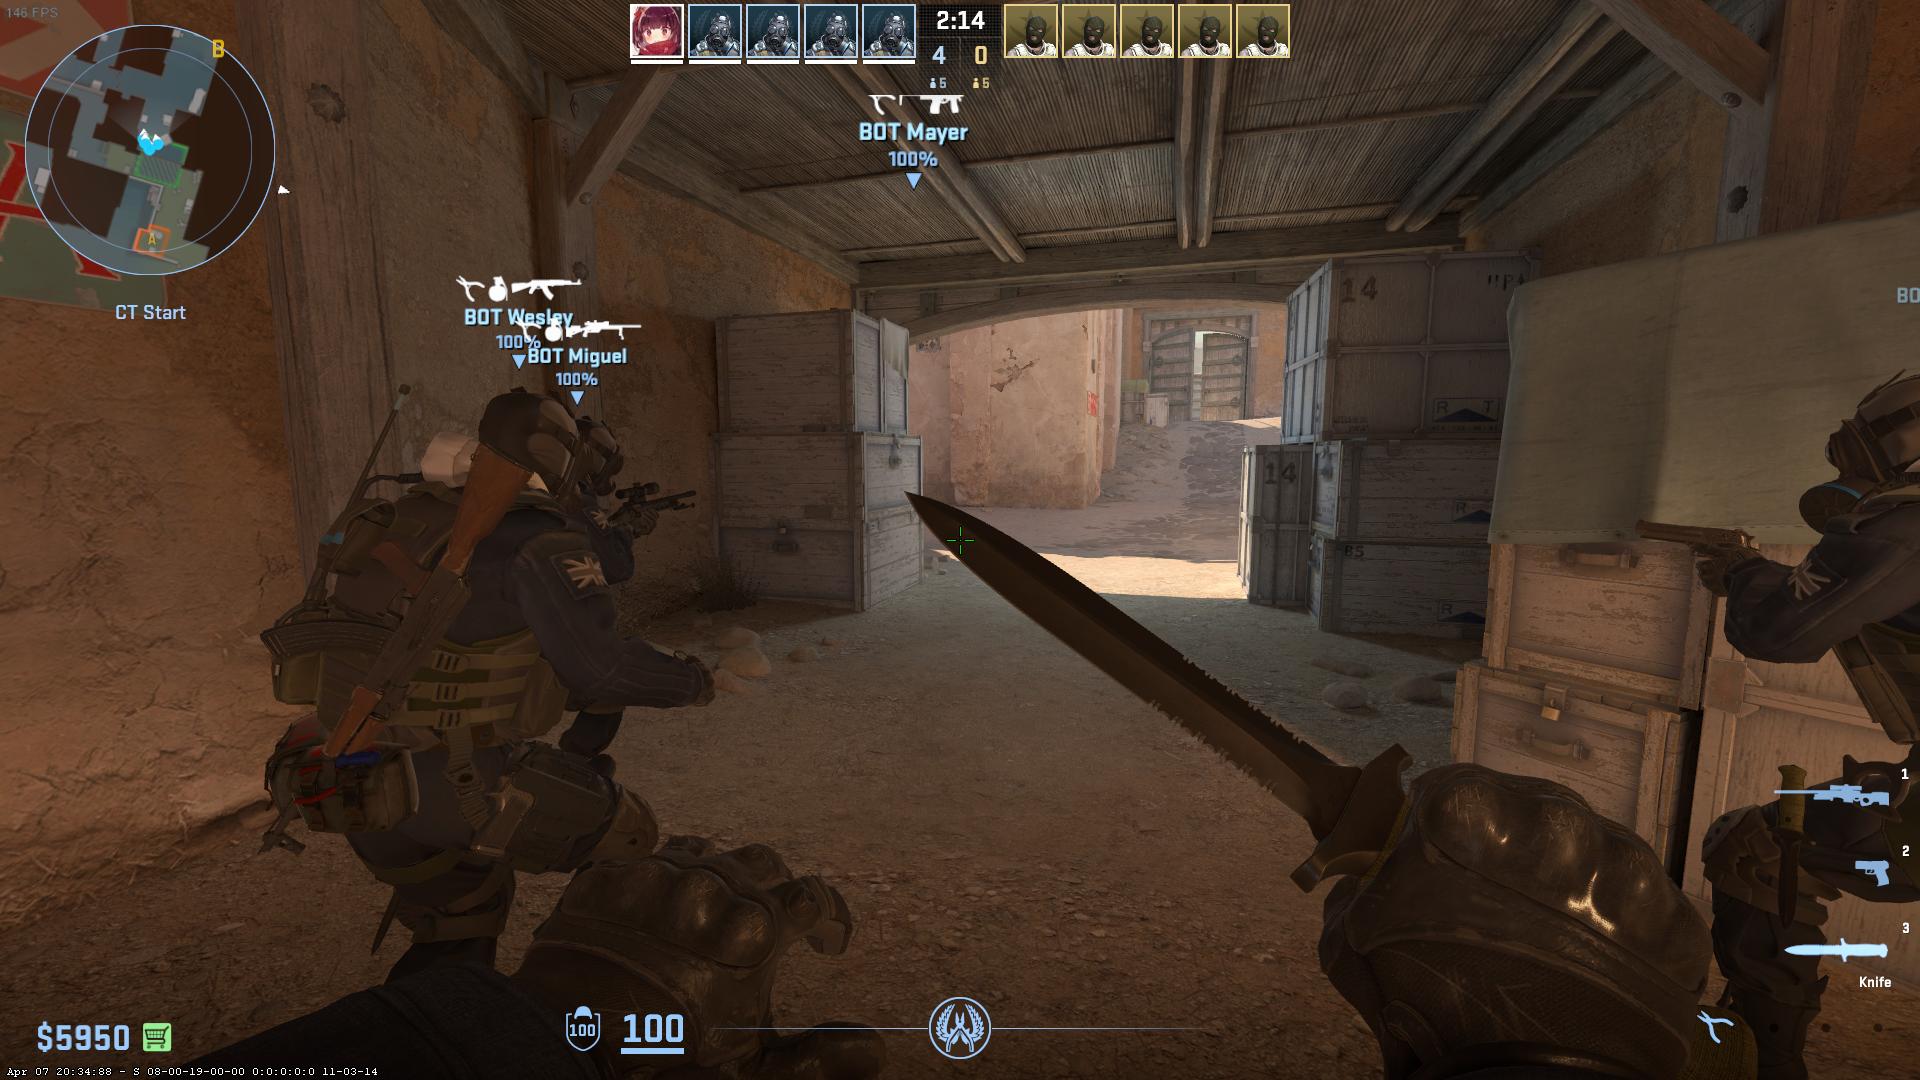 146 FPS
B
2:14
4 0
5 5
BOT Mayer
100%
A
CT Start
BOT Wesley
100%
BOT Miguel
100%
BO
14
14
R T
R
B5
R
1
2
3
Knife
$5950
100
100
Apr 07 20:34:88 - S 08-00-19-00-00 0:0:0:0:0 11-03-14